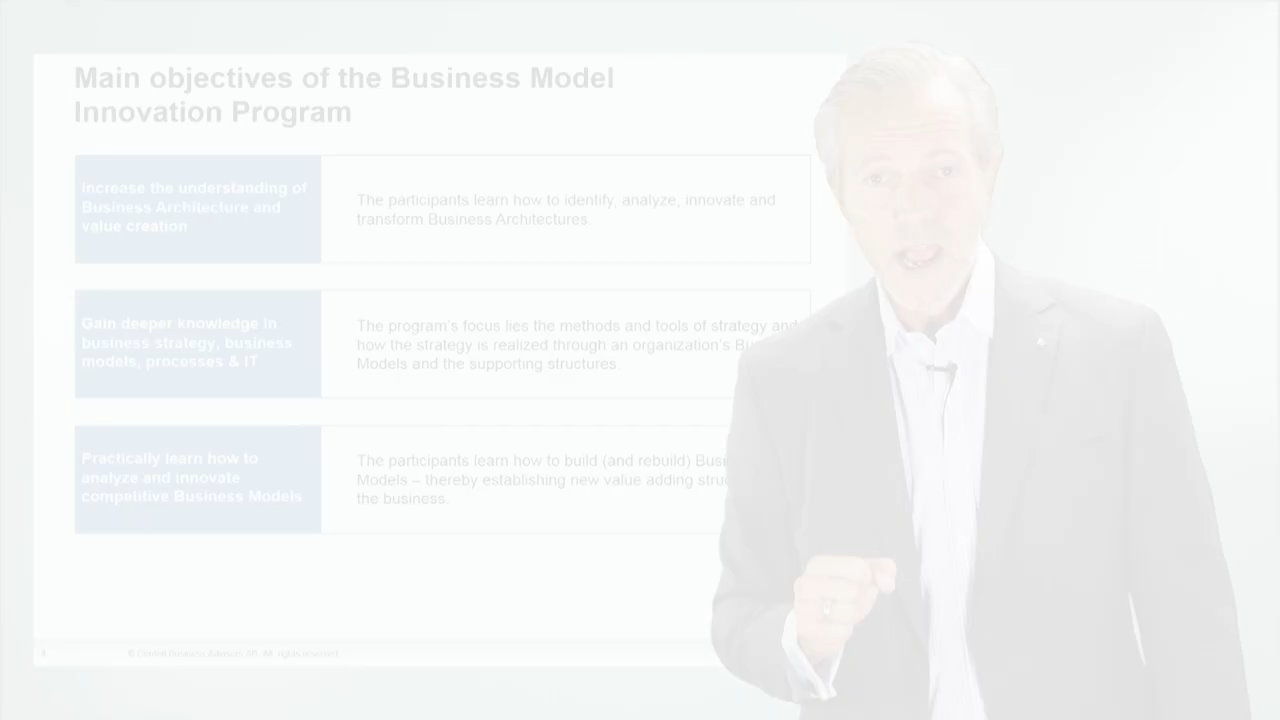 Main objectives of the Business Model
Innovation Program
Increase the understanding of
Business Architecture and
value creation
The participants learn how to identify, analyze, innovate and
transform Business Architectures.
Gain deeper knowledge in
business strategy, business
models, processes & IT
The program's focus lies the methods and tools of strategy and
how the strategy is realized through an organization's
Models and the supporting structures.
Practically learn how to
analyze and innovate
competitive Business Models
The participants learn how to build (and rebuild)
Models – thereby establishing new value adding
the business.
Business All rights reserved